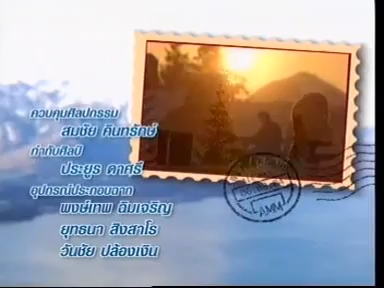 ควบคุมศิลปกรรม
สมชัย คินทรักษ์
กำกับศิลป์
ประยูร ดาศรี
อุปกรณ์ประกอบฉาก
พงษ์เทพ ฉิมเจริญ
ยุทธนา สิงสาโร
วันชัย ปล้องเงิน